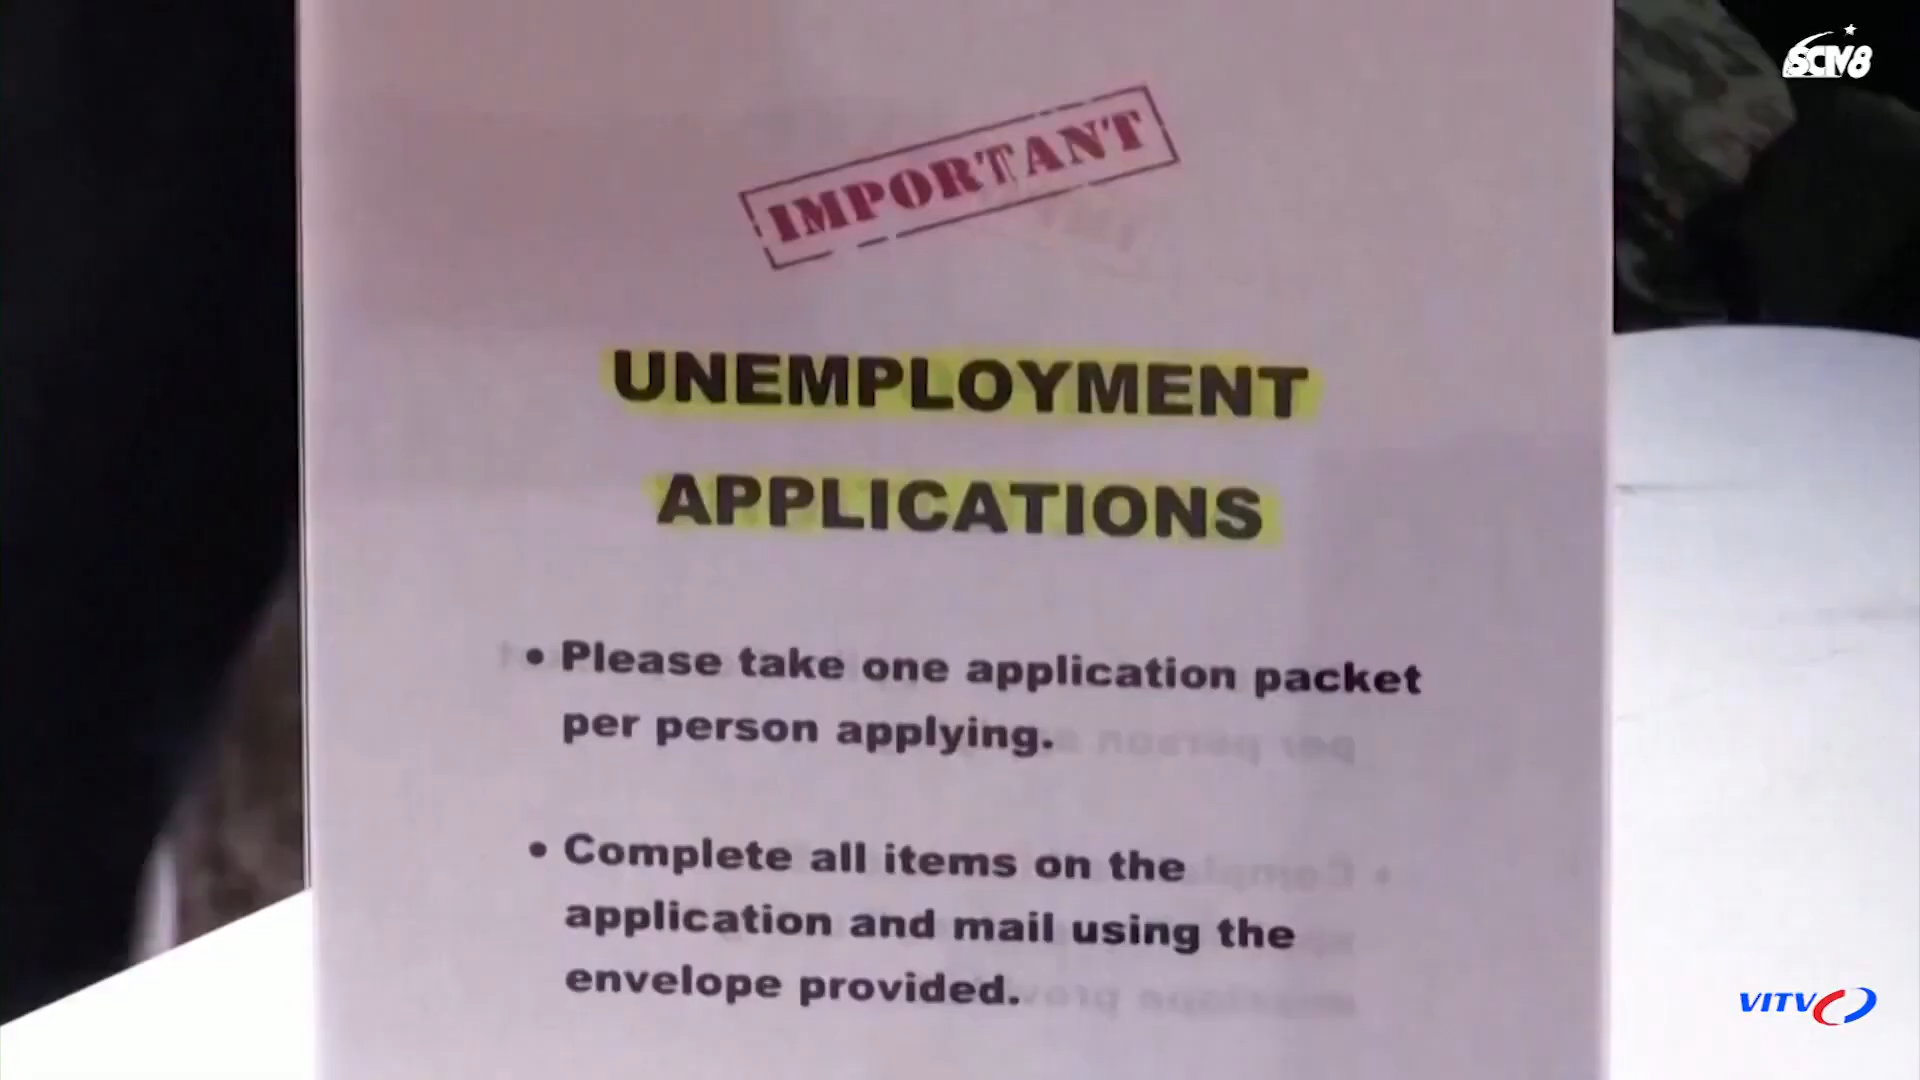 SCTV8
IMPORTANT
UNEMPLOYMENT
APPLICATIONS
• Please take one application packet
per person applying.
• Complete all items on the
application and mail using the
envelope provided.
VITV